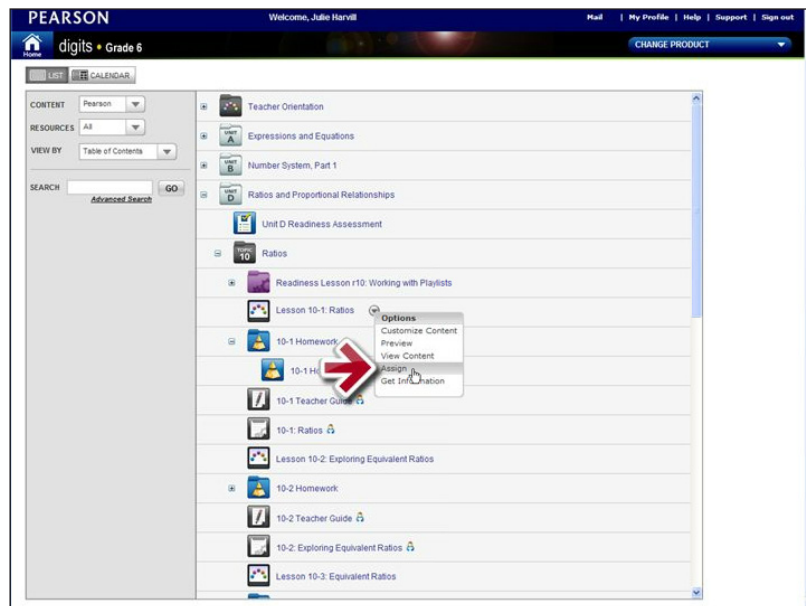 PEARSON
Welcome, Julie Harvill
Mail | My Profile | Help | Support | Sign out
Home
digits • Grade 6
CHANGE PRODUCT
LIST
CALENDAR
CONTENT Pearson
RESOURCES All
VIEW BY Table of Contents
SEARCH GO
Advanced Search
Teacher Orientation
UNIT A Expressions and Equations
UNIT B Number System, Part 1
UNIT D Ratios and Proportional Relationships
Unit D Readiness Assessment
TOPIC 10 Ratios
Readiness Lesson r10: Working with Playlists
Lesson 10-1: Ratios
Options
Customize Content
Preview
View Content
Assign
Get Information
10-1 Homework
10-1
10-1 Teacher Guide
10-1: Ratios
Lesson 10-2: Exploring Equivalent Ratios
10-2 Homework
10-2 Teacher Guide
10-2: Exploring Equivalent Ratios
Lesson 10-3: Equivalent Ratios